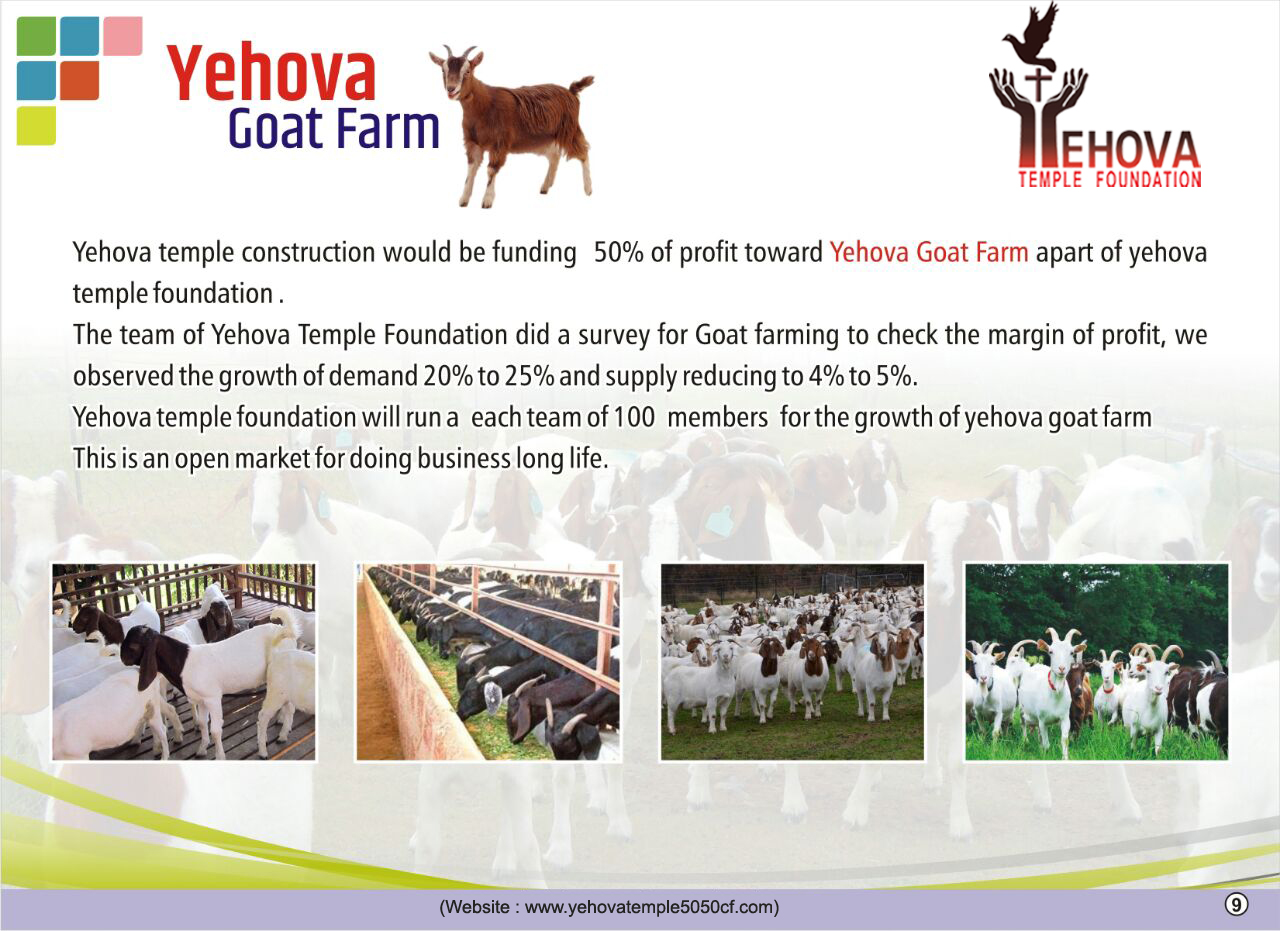 Yehova
Goat Farm
YEHOVA
TEMPLE FOUNDATION
Yehova temple construction would be funding 50% of profit toward Yehova Goat Farm apart of yehova
temple foundation .
The team of Yehova Temple Foundation did a survey for Goat farming to check the margin of profit, we
observed the growth of demand 20% to 25% and supply reducing to 4% to 5%.
Yehova temple foundation will run a each team of 100 members for the growth of yehova goat farm
This is an open market for doing business long life.
(Website : www.yehovatemple5050cf.com)
9